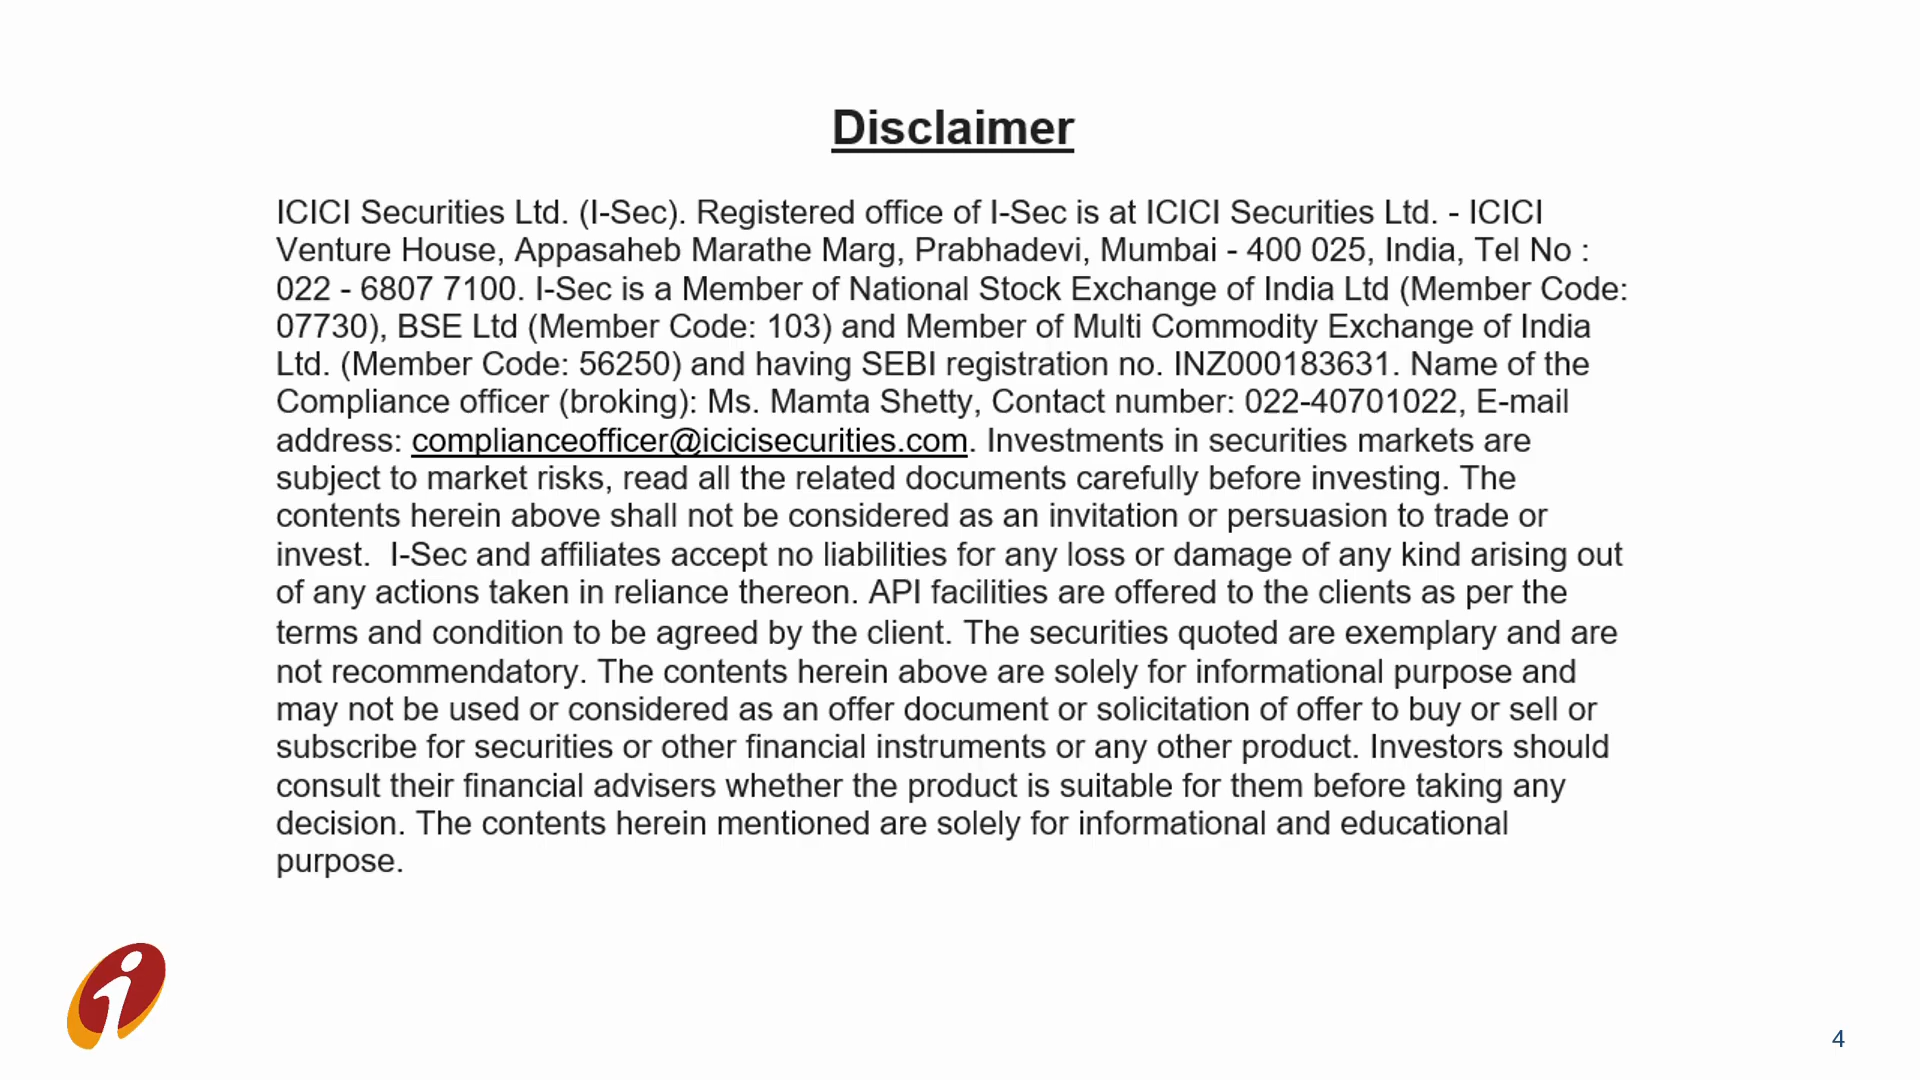 Disclaimer
ICICI Securities Ltd. (I-Sec). Registered office of I-Sec is at ICICI Securities Ltd. - ICICI
Venture House, Appasaheb Marathe Marg, Prabhadevi, Mumbai - 400 025, India, Tel No :
022 - 6807 7100. I-Sec is a Member of National Stock Exchange of India Ltd (Member Code:
07730), BSE Ltd (Member Code: 103) and Member of Multi Commodity Exchange of India
Ltd. (Member Code: 56250) and having SEBI registration no. INZ000183631. Name of the
Compliance officer (broking): Ms. Mamta Shetty, Contact number: 022-40701022, E-mail
address: complianceofficer@icicisecurities.com. Investments in securities markets are
subject to market risks, read all the related documents carefully before investing. The
contents herein above shall not be considered as an invitation or persuasion to trade or
invest.  I-Sec and affiliates accept no liabilities for any loss or damage of any kind arising out
of any actions taken in reliance thereon. API facilities are offered to the clients as per the
terms and condition to be agreed by the client. The securities quoted are exemplary and are
not recommendatory. The contents herein above are solely for informational purpose and
may not be used or considered as an offer document or solicitation of offer to buy or sell or
subscribe for securities or other financial instruments or any other product. Investors should
consult their financial advisers whether the product is suitable for them before taking any
decision. The contents herein mentioned are solely for informational and educational
purpose.
4